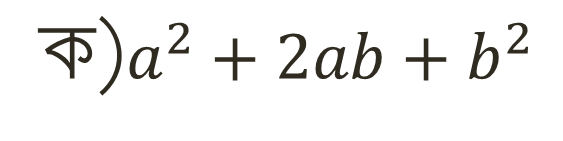 ক)a² + 2ab + b²